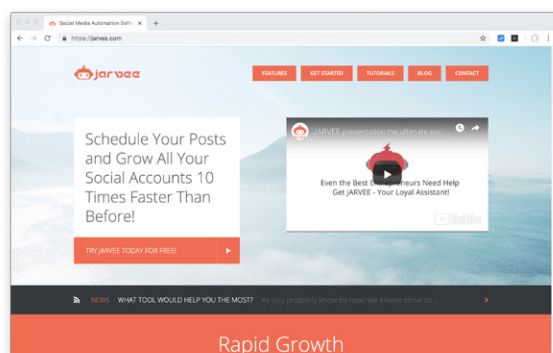 Social Media Automation Softw
https://jarvee.com
jarvee
FEATURES
GET STARTED
TUTORIALS
BLOG
CONTACT
Schedule Your Posts
and Grow All Your
Social Accounts 10
Times Faster Than
Before!
TRY JARVEE TODAY FOR FREE!
JARVEE presentation the ultimate
Even the Best Entrepreneurs Need Help
Get JARVEE - Your Loyal Assistant!
YouTube
NEWS WHAT TOOL WOULD HELP YOU THE MOST? As you probably know by now, we always strive to ...
Rapid Growth